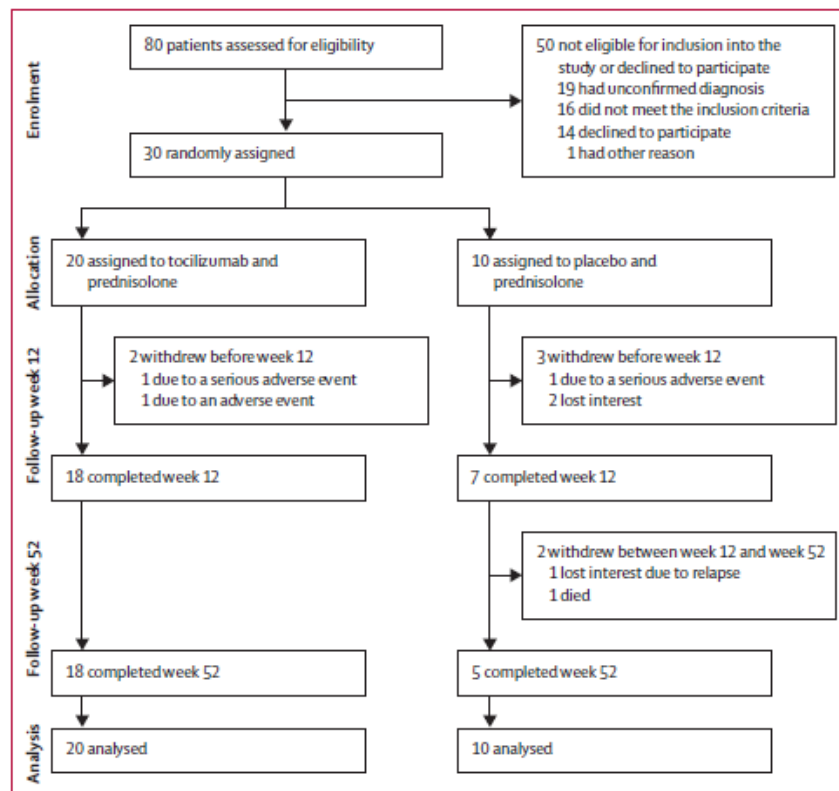 Enrolment
80 patients assessed for eligibility
50 not eligible for inclusion into the
study or declined to participate
19 had unconfirmed diagnosis
16 did not meet the inclusion criteria
14 declined to participate
1 had other reason
30 randomly assigned
Allocation
20 assigned to tocilizumab and
prednisolone
10 assigned to placebo and
prednisolone
Follow-up week 12
2 withdrew before week 12
1 due to a serious adverse event
1 due to an adverse event
3 withdrew before week 12
1 due to a serious adverse event
2 lost interest
18 completed week 12
7 completed week 12
Follow-up week 52
2 withdrew between week 12 and week 52
1 lost interest due to relapse
1 died
18 completed week 52
5 completed week 52
Analysis
20 analysed
10 analysed